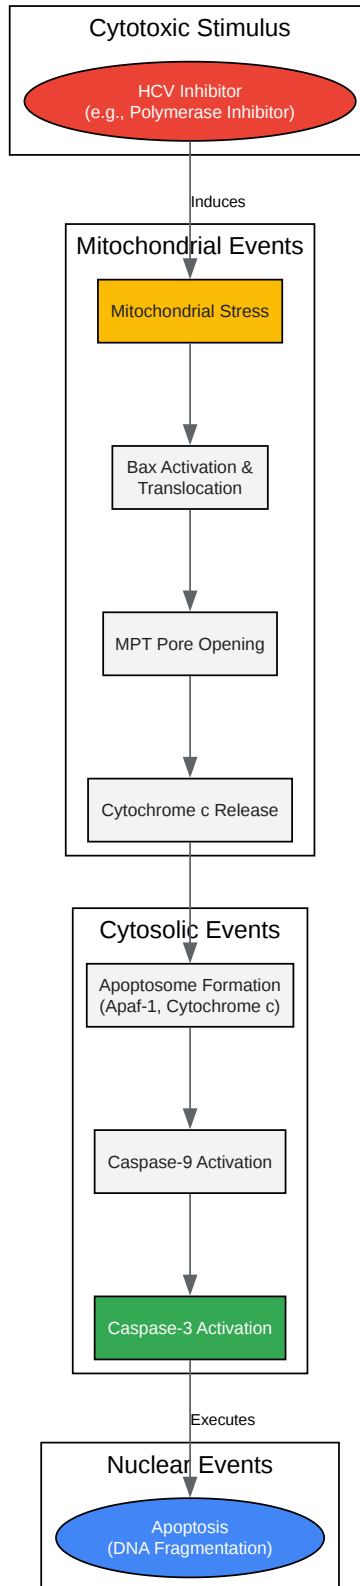 Cytotoxic Stimulus
HCV Inhibitor
(e.g., Polymerase Inhibitor)
Induces
Mitochondrial Events
Mitochondrial Stress
Bax Activation &
Translocation
MPT Pore Opening
Cytochrome c Release
Cytosolic Events
Apoptosome Formation
(Apaf-1, Cytochrome c)
Caspase-9 Activation
Caspase-3 Activation
Executes
Nuclear Events
Apoptosis
(DNA Fragmentation)